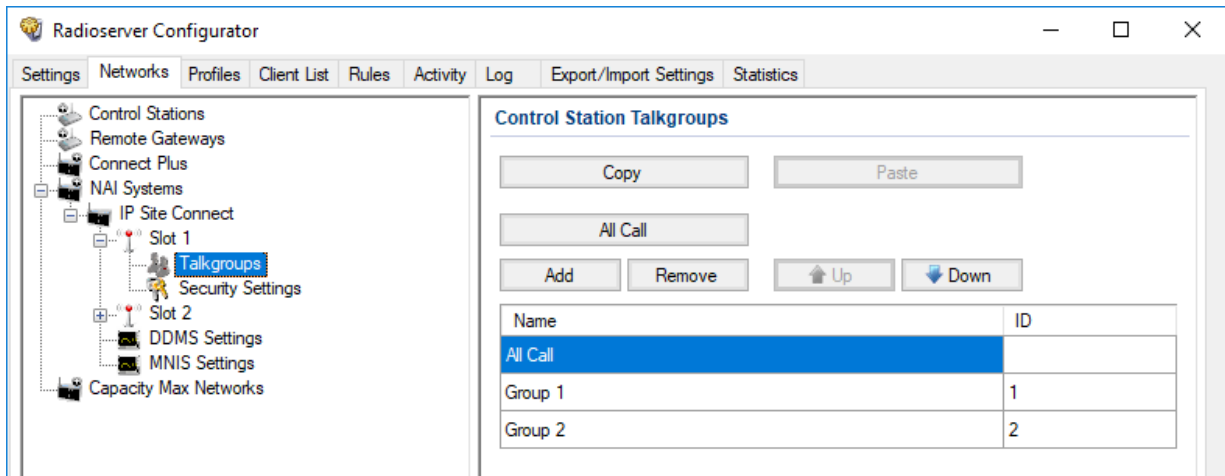 Radioserver Configurator
Settings Networks Profiles Client List Rules Activity Log Export/Import Settings Statistics
Control Stations
Remote Gateways
Connect Plus
NAI Systems
IP Site Connect
Slot 1
Talkgroups
Security Settings
Slot 2
DDMS Settings
MNIS Settings
Capacity Max Networks
Control Station Talkgroups
Copy Paste
All Call
Add Remove Up Down
Name ID
All Call
Group 1 1
Group 2 2